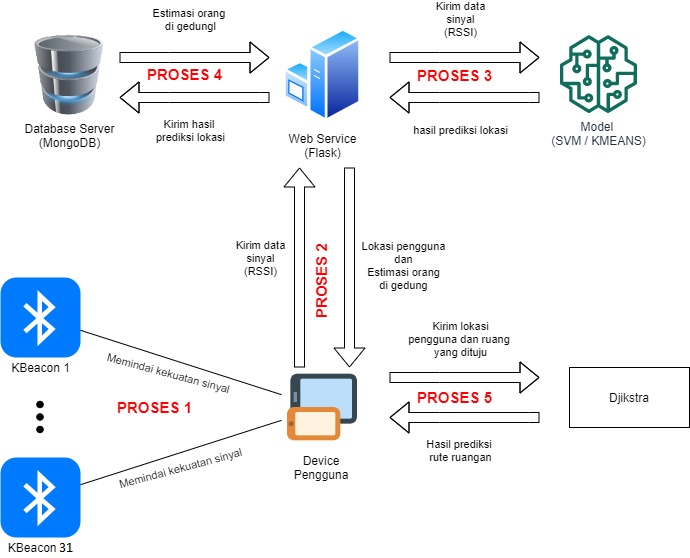 Estimasi orang
di gedungl
PROSES 4
Kirim hasil
prediksi lokasi
Database Server
(MongoDB)
Web Service
(Flask)
Kirim data
sinyal
(RSSI)
PROSES 3
hasil prediksi lokasi
Model
(SVM / KMEANS)
Kirim data
sinyal
(RSSI)
PROSES 2
Lokasi pengguna
dan
Estimasi orang
di gedung
KBeacon 1
Memindai kekuatan sinyal
PROSES 1
Memindai kekuatan sinyal
KBeacon 31
Device
Pengguna
Kirim lokasi
pengguna dan ruang
yang dituju
PROSES 5
Hasil prediksi
rute ruangan
Djikstra